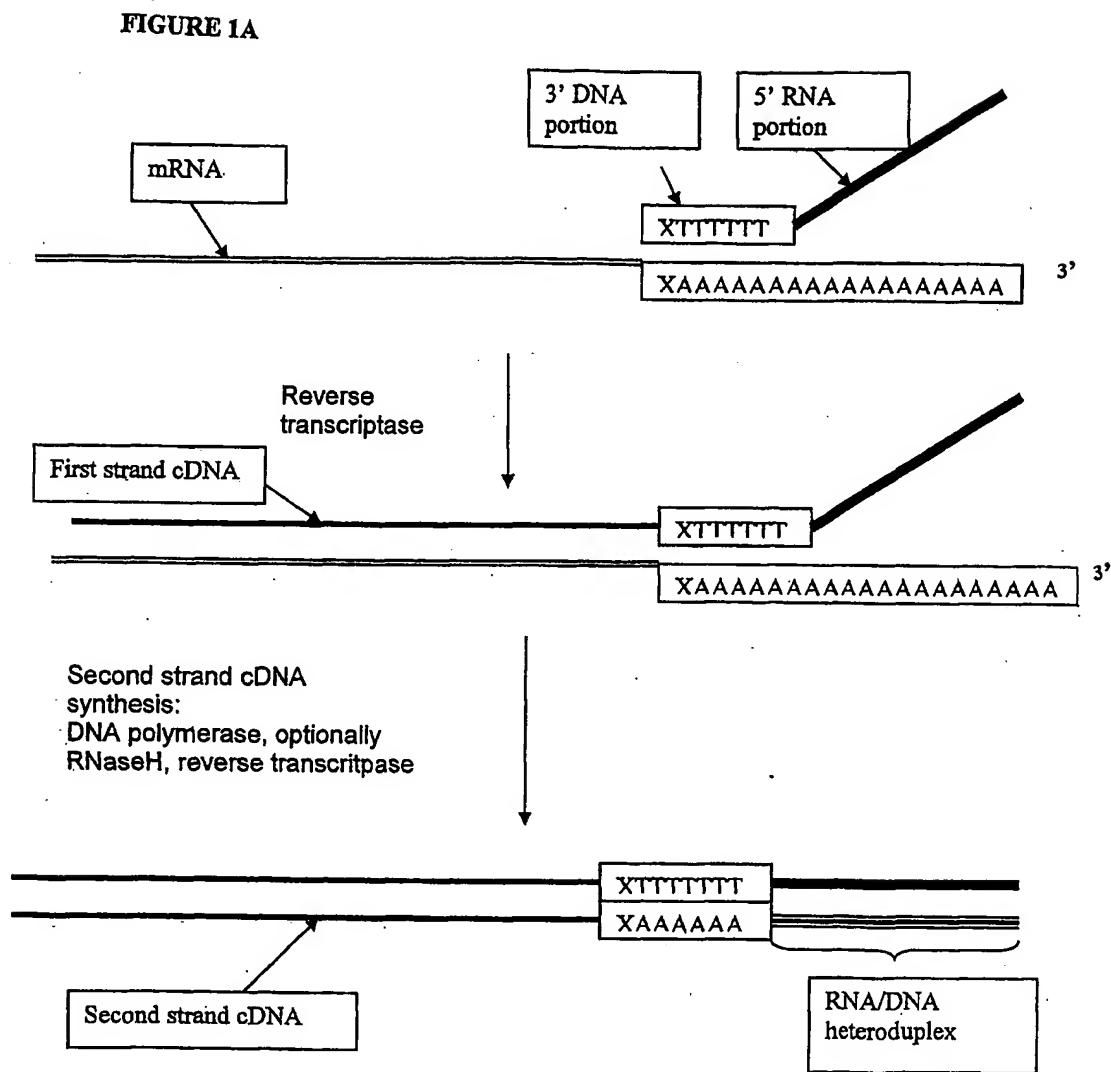 FIGURE 1A
3' DNA
portion
5' RNA
portion
mRNA
XTTTTTT
3'
XAAAAAAAAAAAAAAAAAA
Reverse
transcriptase
First strand cDNA
XTTTTTT
3'
XAAAAAAAAAAAAAAAAAAAA
Second strand cDNA
synthesis:
DNA polymerase, optionally
RNaseH, reverse transcritpase
XTTTTTTT
XAAAAAA
Second strand cDNA
RNA/DNA
heteroduplex